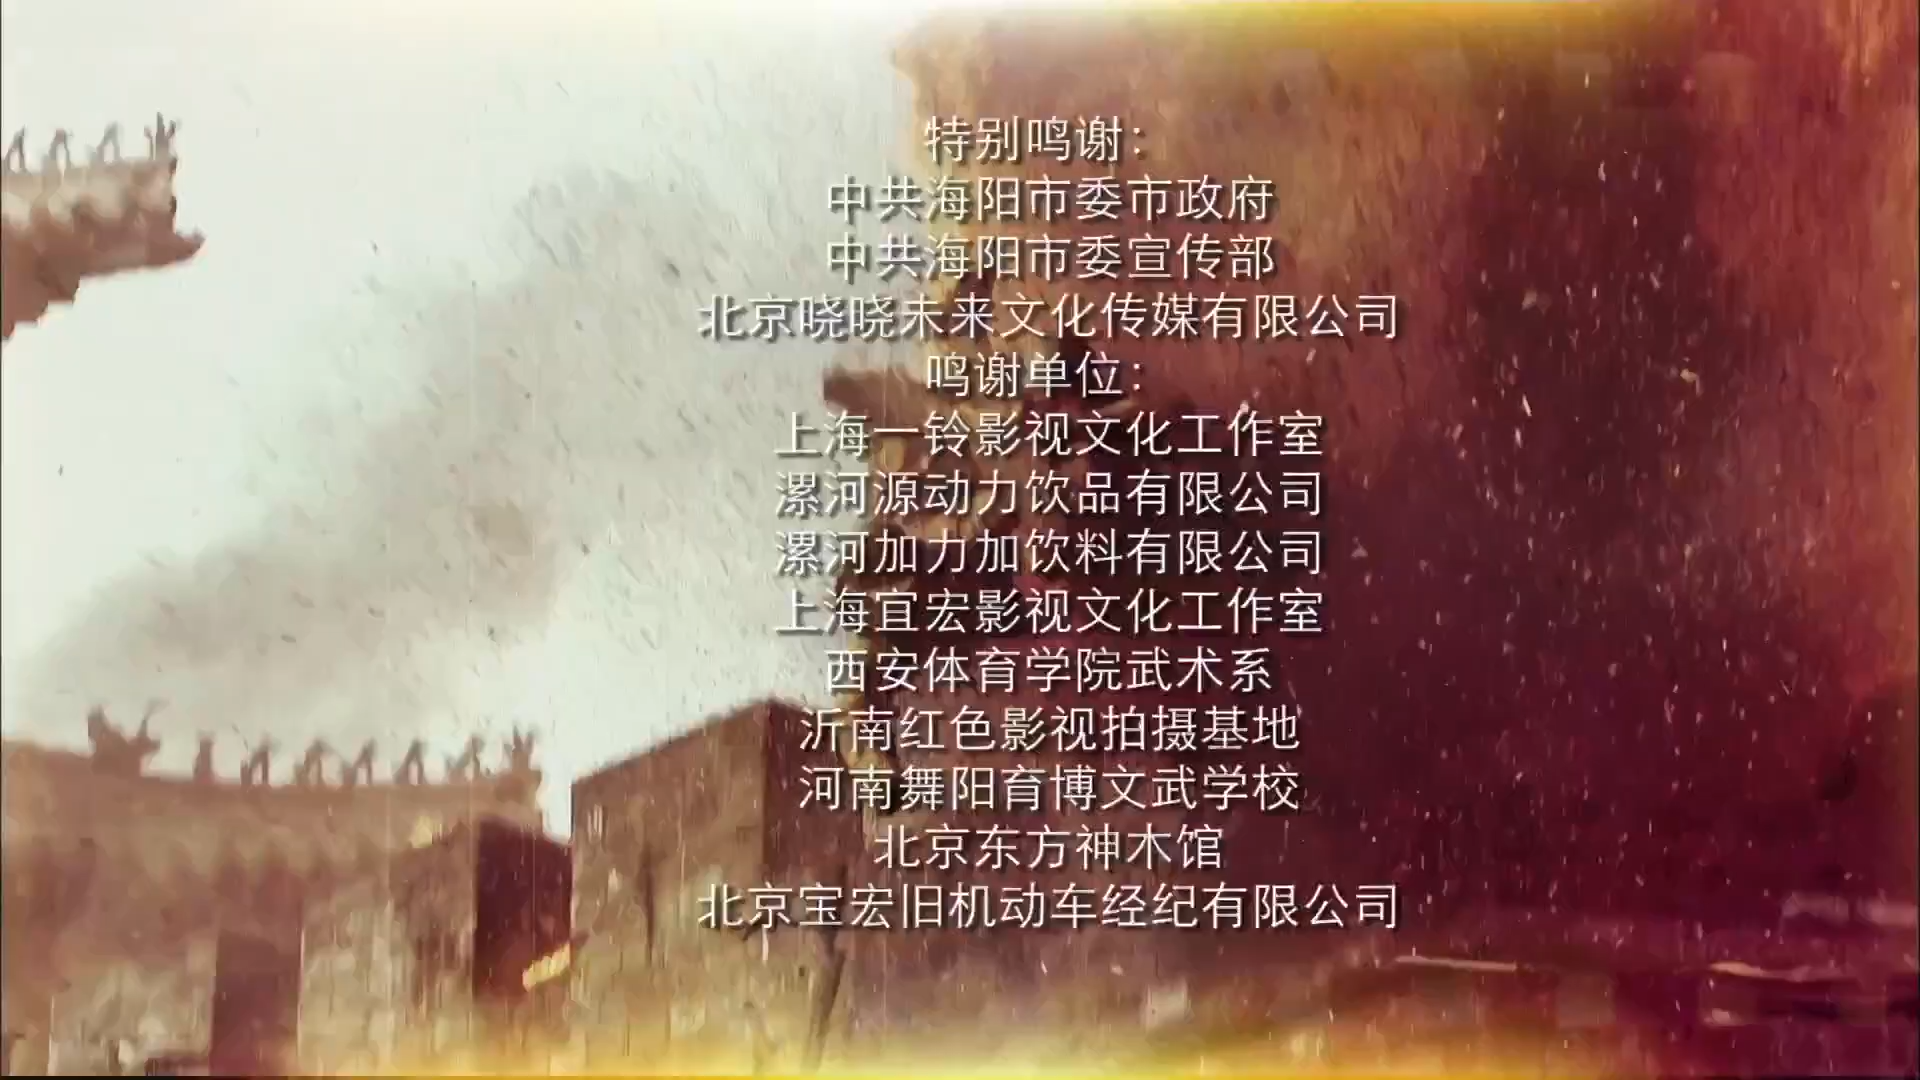 特别鸣谢：
中共海阳市委市政府
中共海阳市委宣传部
北京晓晓未来文化传媒有限公司
鸣谢单位：
上海一铃影视文化工作室
漯河源动力饮品有限公司
漯河加力加饮料有限公司
上海宜宏影视文化工作室
西安体育学院武术系
沂南红色影视拍摄基地
河南舞阳育博文武学校
北京东方神木馆
北京宝宏旧机动车经纪有限公司